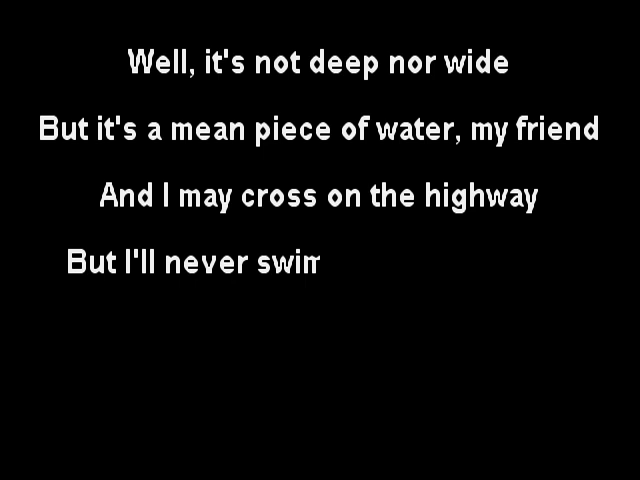 Well, it's not deep nor wide
But it's a mean piece of water, my friend
And I may cross on the highway
But I'll never